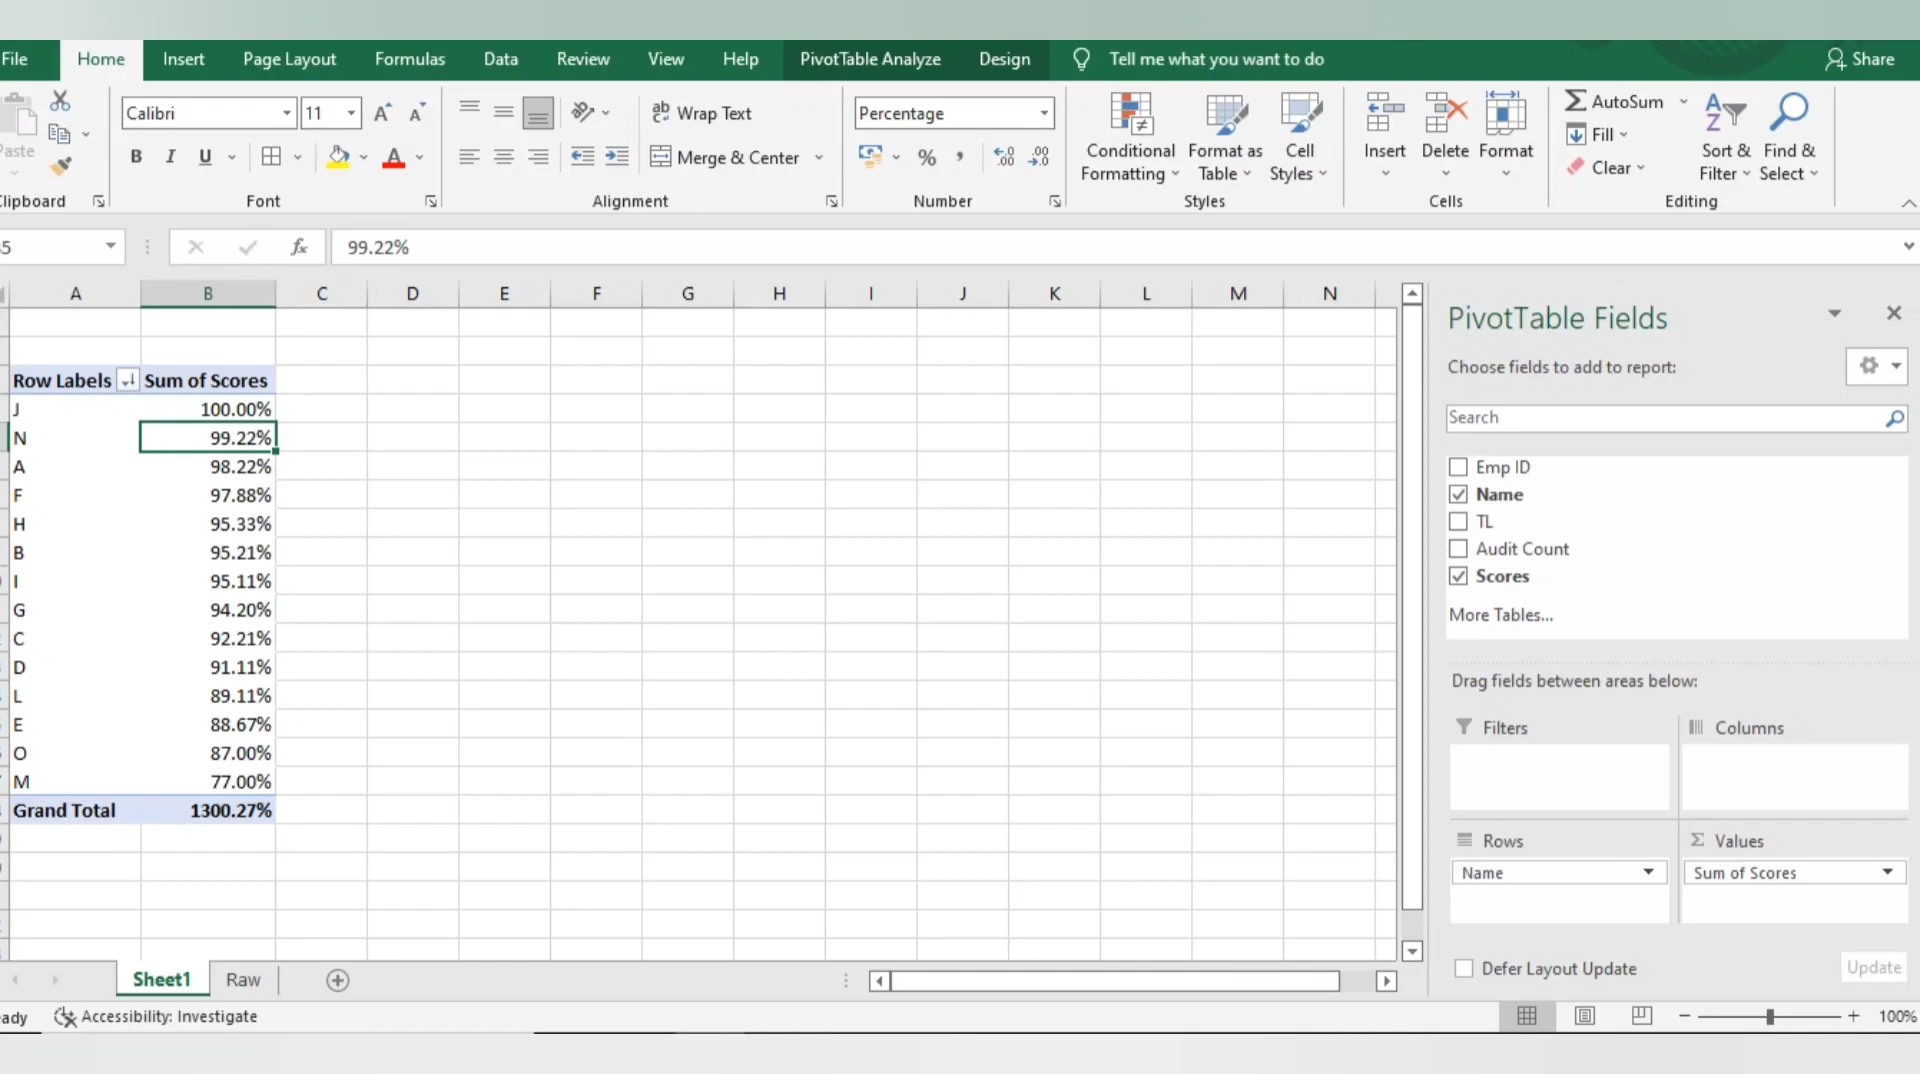 File Home Insert Page Layout Formulas Data Review View Help PivotTable Analyze Design Tell me what you want to do Share
Calibri 11 Wrap Text Percentage
AutoSum
Fill
Clear
B I U A Merge & Center % ,
Conditional Formatting
Format as Table
Cell Styles
Insert Delete Format
Sort & Filter
Find & Select
Font Alignment Number Styles Cells Editing
fx 99.22%
A B C D E F G H I J K L M N
Row Labels Sum of Scores
J 100.00%
N 99.22%
A 98.22%
F 97.88%
H 95.33%
B 95.21%
I 95.11%
G 94.20%
C 92.21%
D 91.11%
L 89.11%
E 88.67%
O 87.00%
M 77.00%
Grand Total 1300.27%
PivotTable Fields
Choose fields to add to report:
Search
Emp ID
Name
TL
Audit Count
Scores
More Tables...
Drag fields between areas below:
Filters Columns
Rows Values
Name Sum of Scores
Defer Layout Update Update
Sheet1 Raw
Accessibility: Investigate 100%